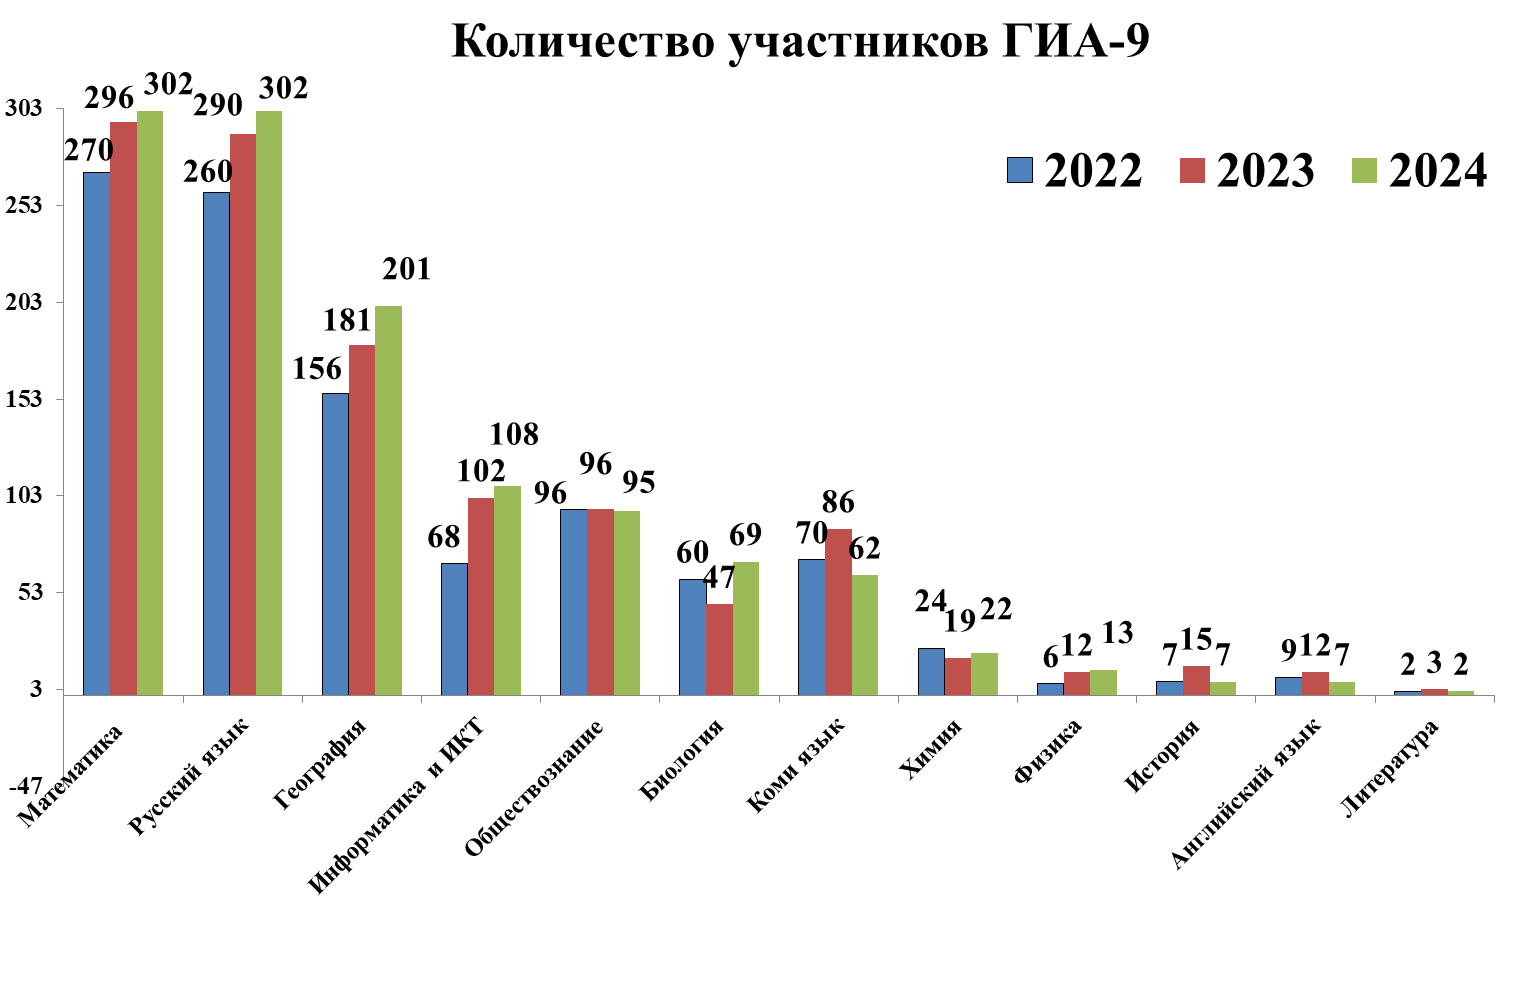 Количество участников ГИА-9
2022 2023 2024
303
253
203
153
103
53
3
-47
270 296 302
260 290 302
156 181 201
68 102 108
96 96 95
60 47 69
70 86 62
24 19 22
6 12 13
7 15 7
9 12 7
2 3 2
Математика
Русский язык
География
Информатика и ИКТ
Обществознание
Биология
Коми язык
Химия
Физика
История
Английский язык
Литература